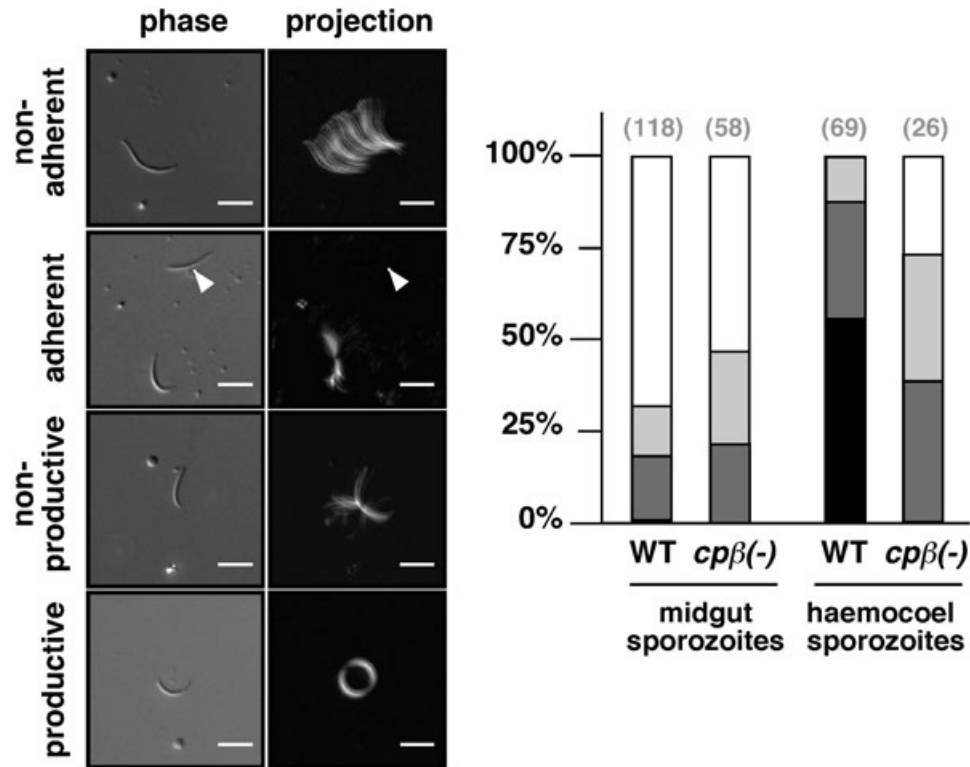 phase projection
non-
adherent
adherent
non-
productive
productive
(118) (58) (69) (26)
100%
75%
50%
25%
0%
WT cpβ(-) WT cpβ(-)
midgut
sporozoites
haemocoel
sporozoites